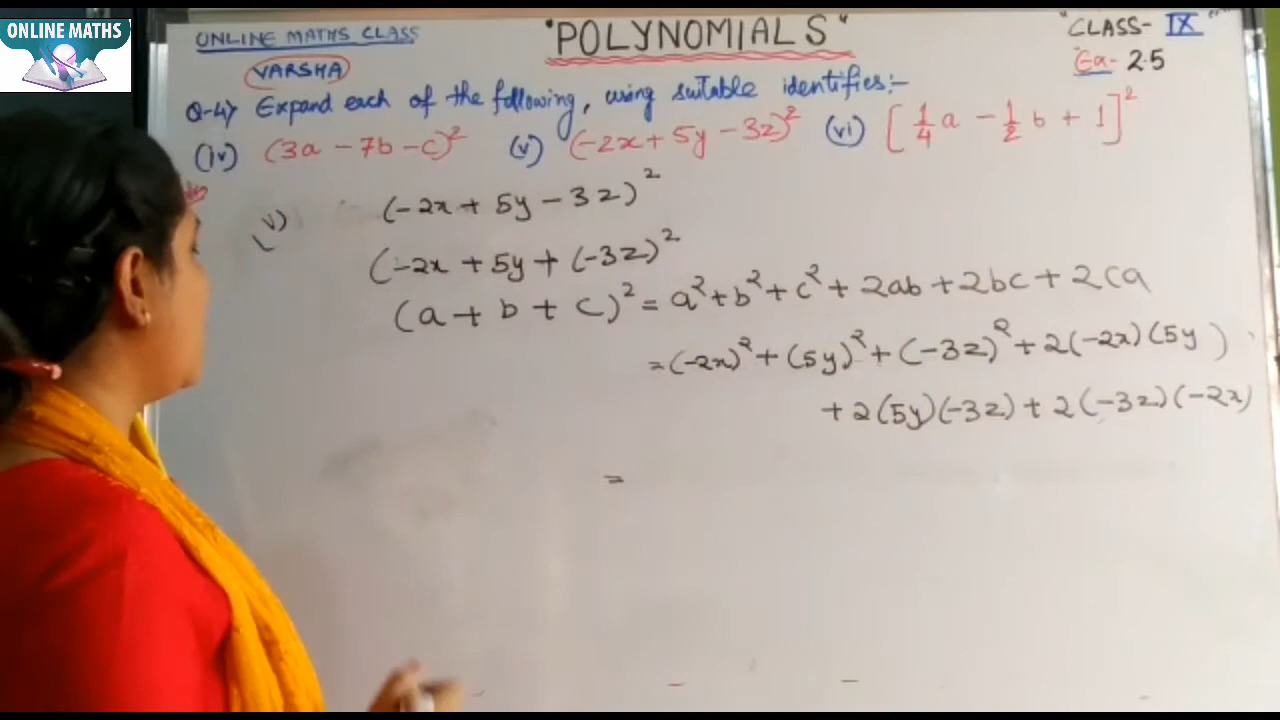 ONLINE MATHS
ONLINE MATHS CLASS
"POLYNOMIALS"
"CLASS- IX"
VARSHA
Ex- 2.5
Q-4) Expand each of the following, using suitable identifies:-
(iv) (3a - 7b - c)² (v) (-2x + 5y - 3z)² (vi) [1/4 a - 1/2 b + 1]²
v) (-2x + 5y - 3z)²
(-2x + 5y + (-3z)²
(a + b + c)² = a² + b² + c² + 2ab + 2bc + 2ca
= (-2x)² + (5y)² + (-3z)² + 2(-2x)(5y)
+ 2(5y)(-3z) + 2(-3z)(-2x)
=